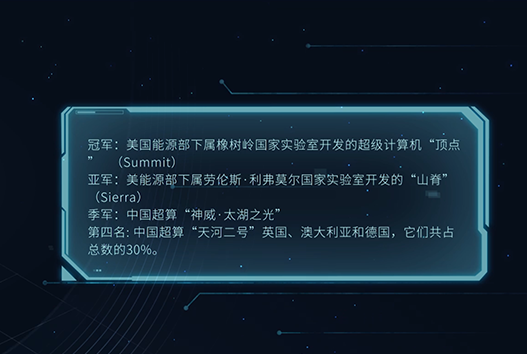 冠军：美国能源部下属橡树岭国家实验室开发的超级计算机“顶点
” （Summit）
亚军：美能源部下属劳伦斯·利弗莫尔国家实验室开发的“山脊”
（Sierra）
季军：中国超算“神威·太湖之光”
第四名: 中国超算“天河二号”英国、澳大利亚和德国，它们共占
总数的30%。